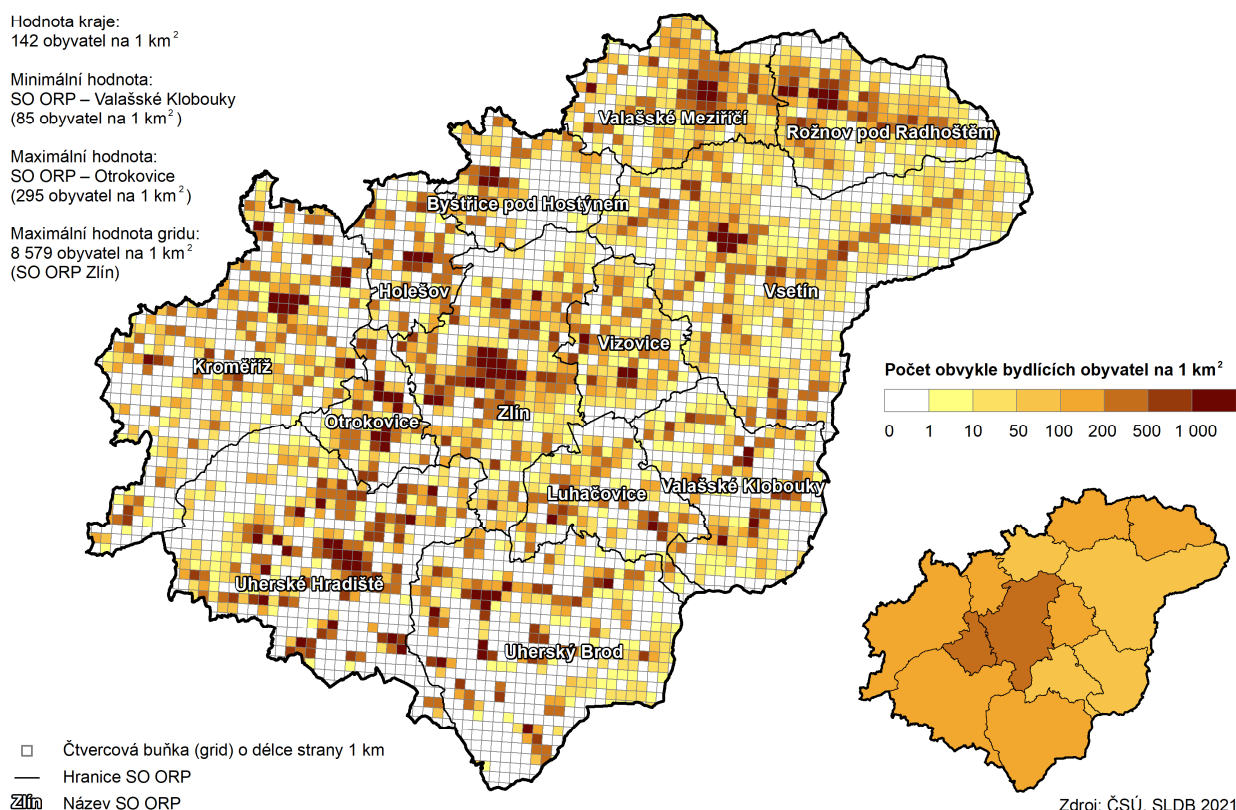 Hodnota kraje:
142 obyvatel na 1 km²
Minimální hodnota:
SO ORP – Valašské Klobouky
(85 obyvatel na 1 km²)
Maximální hodnota:
SO ORP – Otrokovice
(295 obyvatel na 1 km²)
Maximální hodnota gridu:
8 579 obyvatel na 1 km²
(SO ORP Zlín)
Valašské Meziříčí
Rožnov pod Radhoštěm
Bystřice pod Hostýnem
Holešov
Vsetín
Vizovice
Kroměříž
Zlín
Otrokovice
Luhačovice
Valašské Klobouky
Uherské Hradiště
Uherský Brod
Počet obvykle bydlících obyvatel na 1 km²
0 1 10 50 100 200 500 1 000
Čtvercová buňka (grid) o délce strany 1 km
Hranice SO ORP
Zlín Název SO ORP
Zdroj: ČSÚ, SLDB 2021